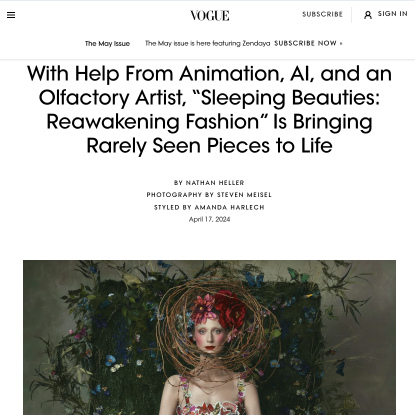 VOGUE
SUBSCRIBE
SIGN IN
The May Issue
The May issue is here featuring Zendaya SUBSCRIBE NOW ›
With Help From Animation, AI, and an
Olfactory Artist, “Sleeping Beauties:
Reawakening Fashion” Is Bringing
Rarely Seen Pieces to Life
BY NATHAN HELLER
PHOTOGRAPHY BY STEVEN MEISEL
STYLED BY AMANDA HARLECH
April 17, 2024